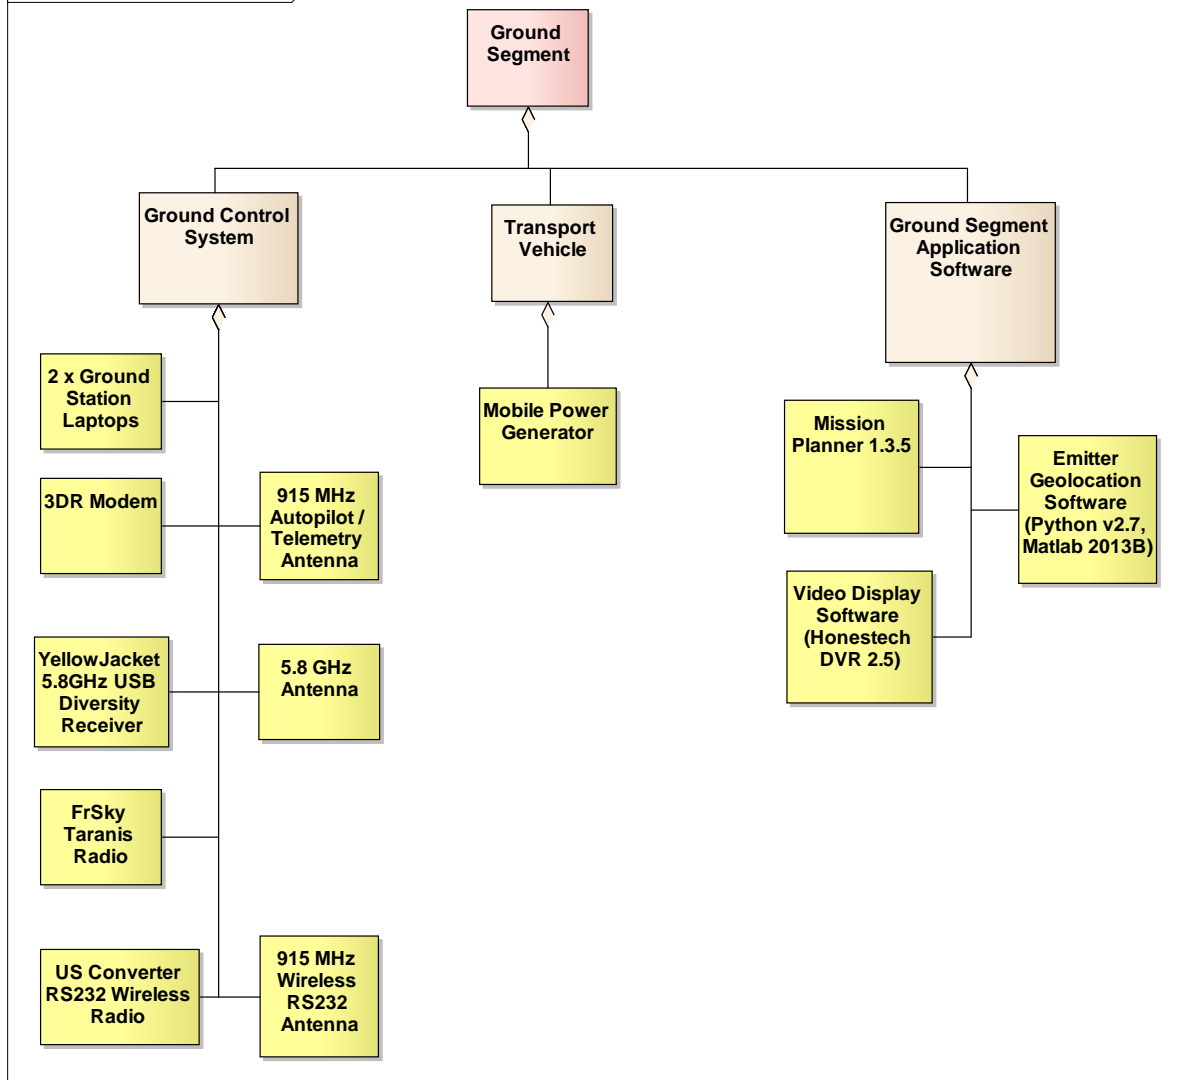 Ground
Segment
Ground Control
System
Transport
Vehicle
Ground Segment
Application
Software
2 x Ground
Station
Laptops
Mobile Power
Generator
Mission
Planner 1.3.5
Emitter
Geolocation
Software
(Python v2.7,
Matlab 2013B)
3DR Modem
915 MHz
Autopilot /
Telemetry
Antenna
Video Display
Software
(Honestech
DVR 2.5)
YellowJacket
5.8GHz USB
Diversity
Receiver
5.8 GHz
Antenna
FrSky
Taranis
Radio
US Converter
RS232 Wireless
Radio
915 MHz
Wireless
RS232
Antenna